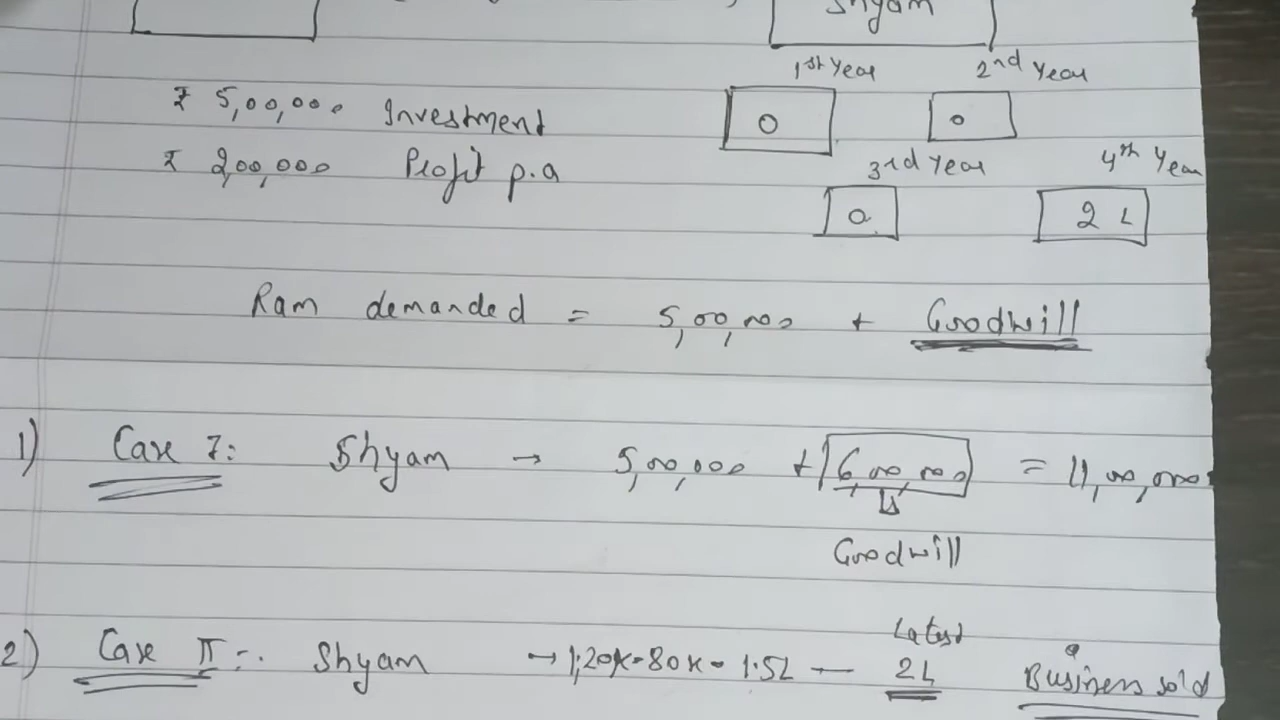 Shyam
1st Year 2nd Year
₹ 5,00,000 Investment 0 0
₹ 2,00,000 Profit p.a
3rd Year 4th Year
0 2 L
Ram demanded = 5,00,000 + Goodwill
1) Case I: Shyam → 5,00,000 + 6,00,000 = 11,00,000
Goodwill
Latest
2) Case II:- Shyam → 1,20K - 80K - 1.5L — 2L Business sold